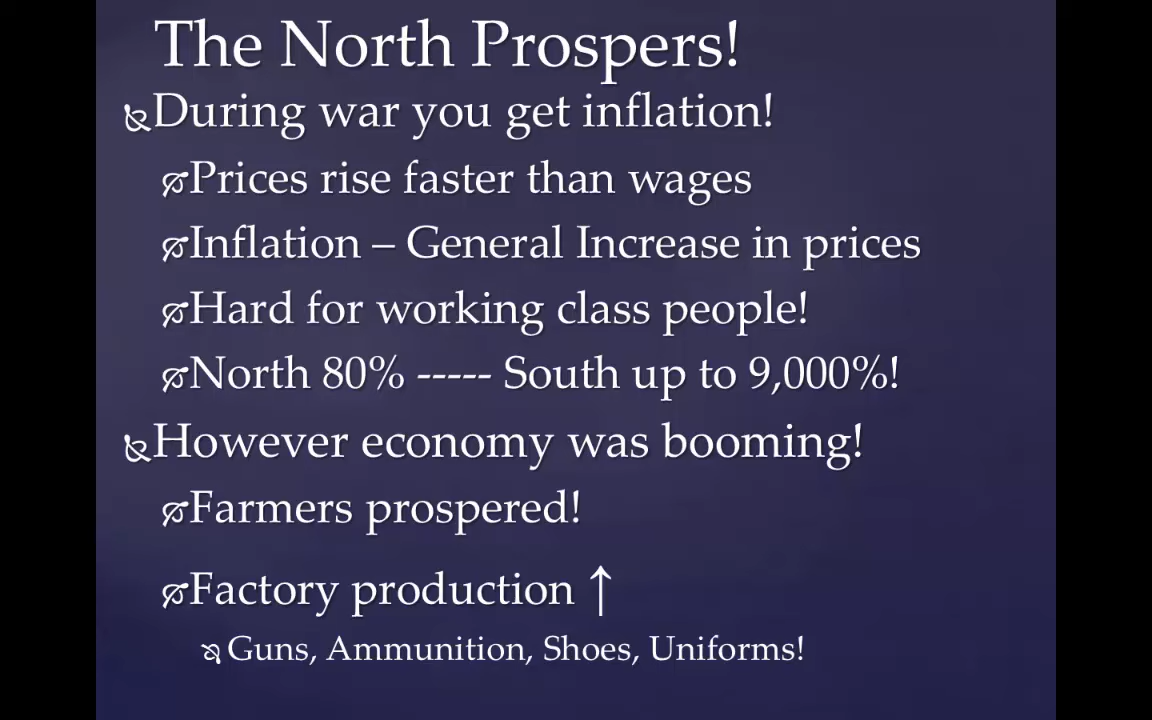 The North Prospers!
During war you get inflation!
Prices rise faster than wages
Inflation – General Increase in prices
Hard for working class people!
North 80% ----- South up to 9,000%!
However economy was booming!
Farmers prospered!
Factory production ↑
Guns, Ammunition, Shoes, Uniforms!